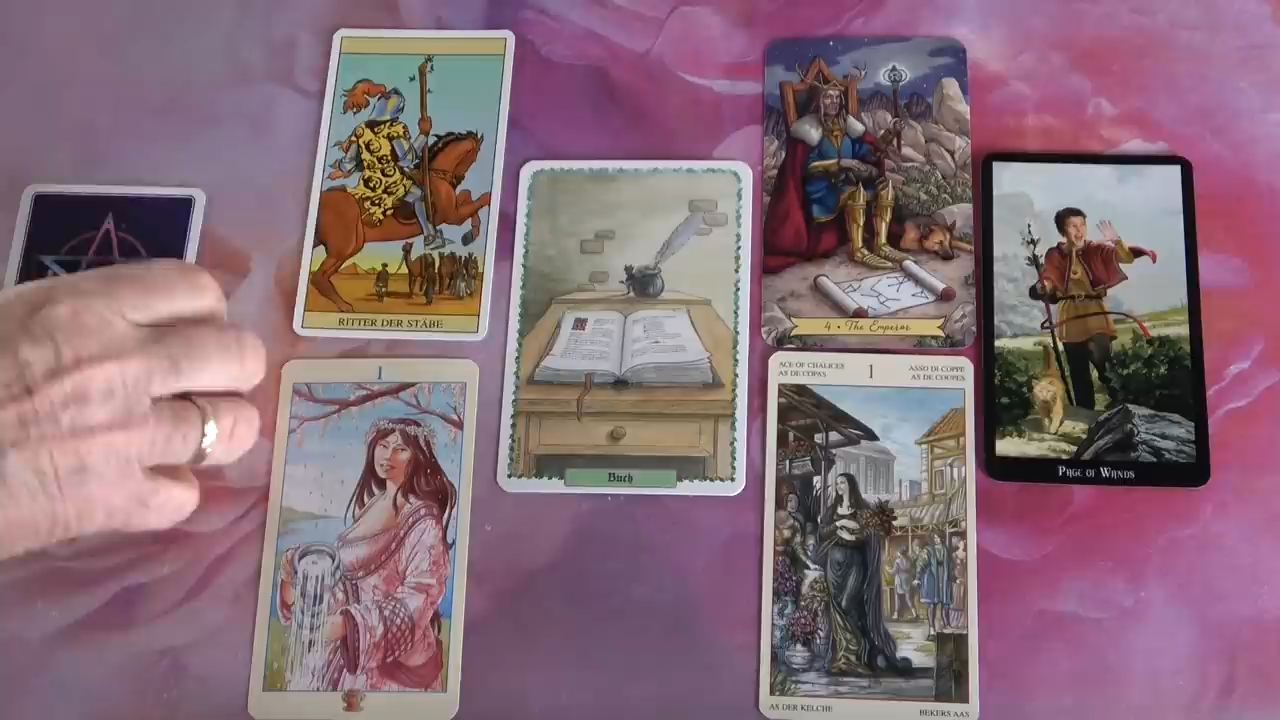 RITTER DER STÄBE
1
Buch
4 • The Emperor
ACE OF CHALICES
AS DE COPAS
1
ASSO DI COPPE
AS DE COUPES
AS DER KELCHE
BEKERS AAS
PAGE OF WANDS